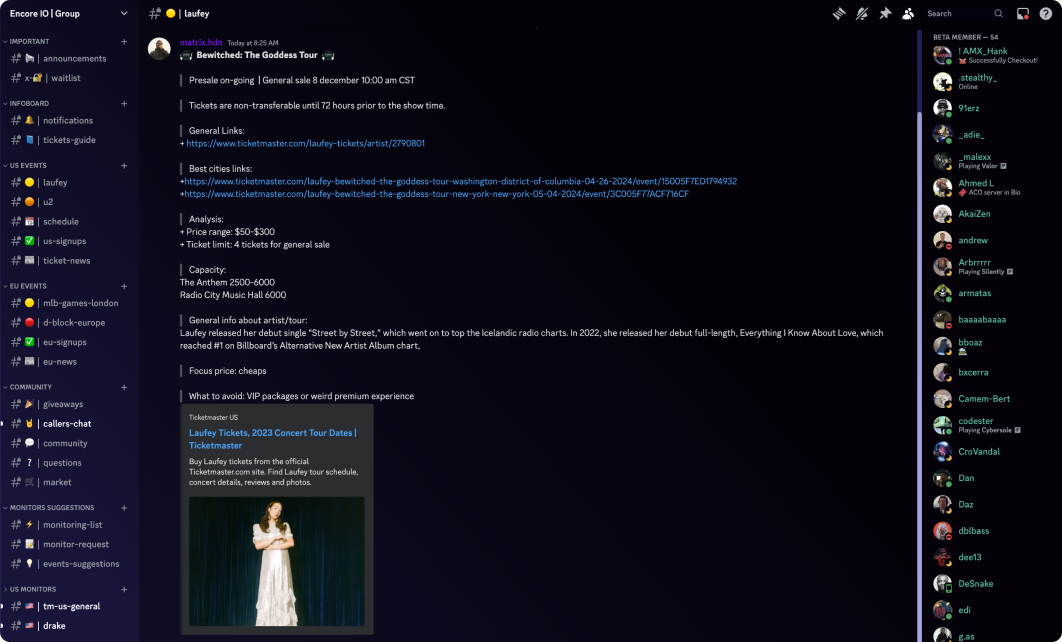 Encore IO | Group
IMPORTANT
announcements
x- | waitlist
INFOBOARD
notifications
tickets-guide
US EVENTS
laufey
u2
schedule
us-signups
ticket-news
EU EVENTS
mlb-games-london
d-block-europe
eu-signups
eu-news
COMMUNITY
giveaways
callers-chat
community
questions
market
MONITORS SUGGESTIONS
monitoring-list
monitor-request
events-suggestions
US MONITORS
tm-us-general
drake
| laufey
Search
matrix.hdn Today at 8:25 AM
Bewitched: The Goddess Tour
Presale on-going | General sale 8 december 10:00 am CST
Tickets are non-transferable until 72 hours prior to the show time.
General Links:
+ https://www.ticketmaster.com/laufey-tickets/artist/2790801
Best cities links:
+https://www.ticketmaster.com/laufey-bewitched-the-goddess-tour-washington-district-of-columbia-04-26-2024/event/15005F7ED1794932
+https://www.ticketmaster.com/laufey-bewitched-the-goddess-tour-new-york-new-york-05-04-2024/event/3C005F77ACF716CF
Analysis:
+ Price range: $50-$300
+ Ticket limit: 4 tickets for general sale
Capacity:
The Anthem 2500-6000
Radio City Music Hall 6000
General info about artist/tour:
Laufey released her debut single “Street by Street,” which went on to top the Icelandic radio charts. In 2022, she released her debut full-length, Everything I Know About Love, which
reached #1 on Billboard's Alternative New Artist Album chart,
Focus price: cheaps
What to avoid: VIP packages or weird premium experience
Ticketmaster US
Laufey Tickets, 2023 Concert Tour Dates |
Ticketmaster
Buy Laufey tickets from the official
Ticketmaster.com site. Find Laufey tour schedule,
concert details, reviews and photos.
BETA MEMBER — 54
! AMX_Hank
Successfully Checkout!
.stealthy_
Online
91erz
_adie_
_malexx
Playing Valor
Ahmed L
ACO server in Bio
AkaiZen
andrew
Arbrrrrr
Playing Silently
armatas
baaaabaaaa
bboaz
bxcerra
Camem-Bert
codester
Playing Cybersole
CroVandal
Dan
Daz
dblbass
dee13
DeSnake
edi
g.as